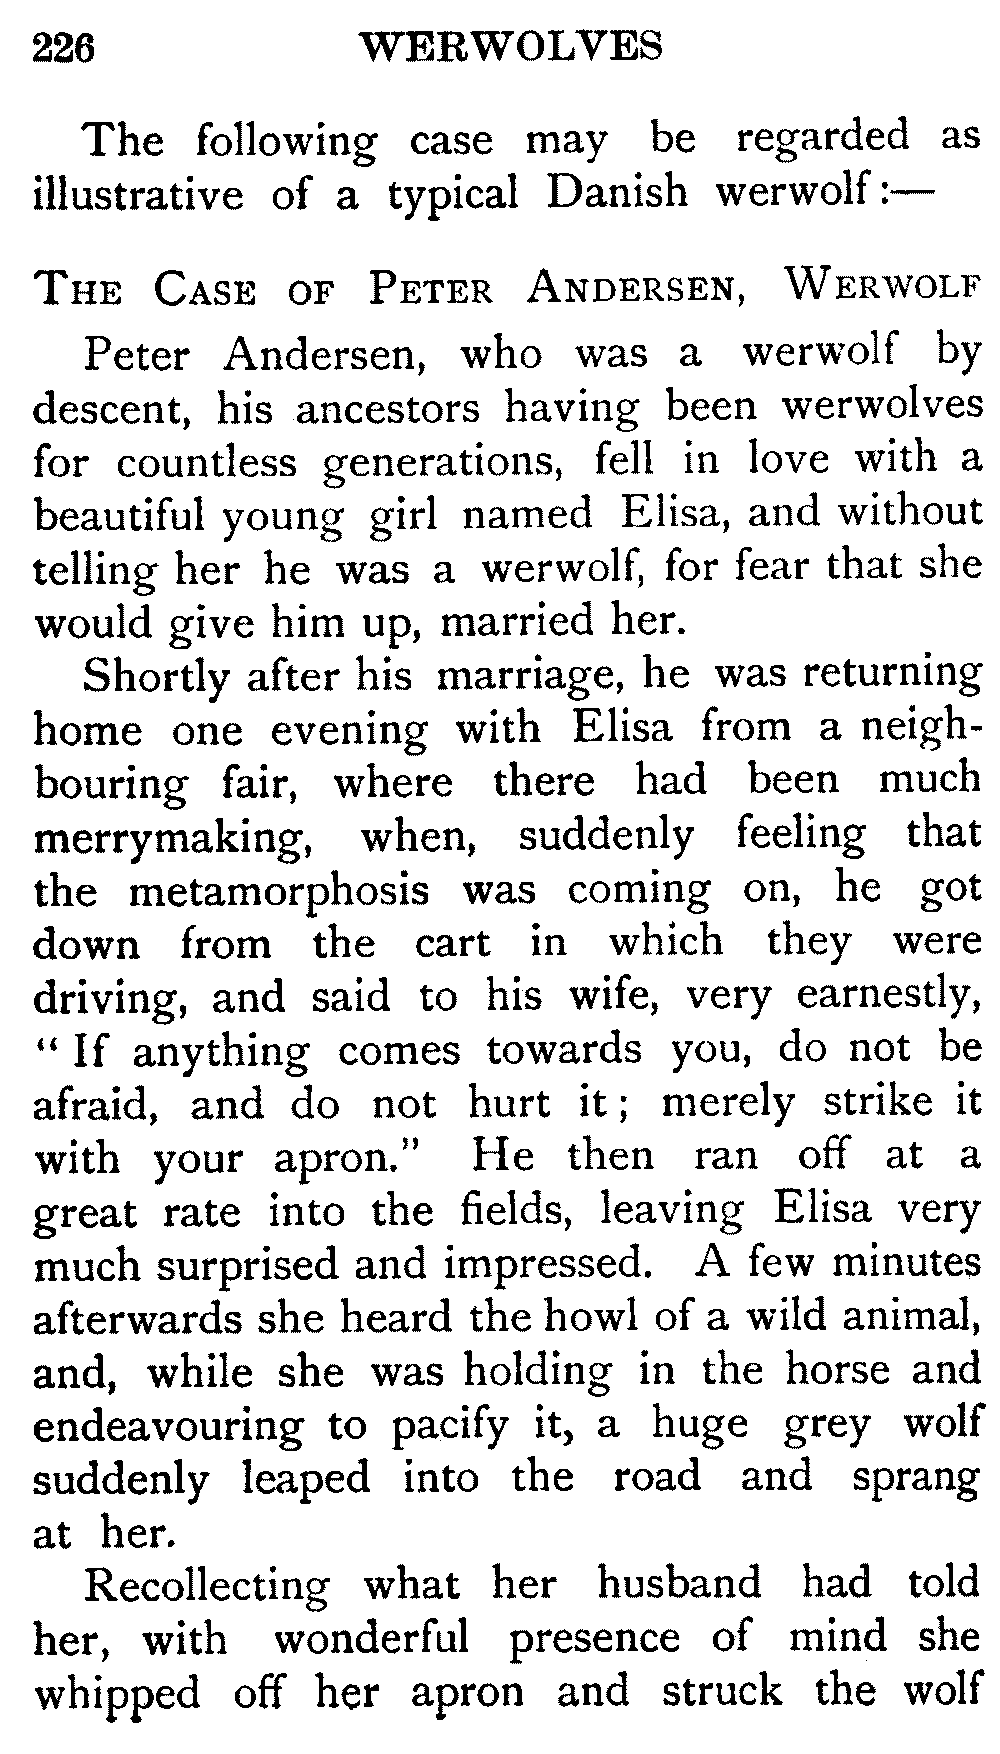 226 WERWOLVES
The following case may be regarded as
illustrative of a typical Danish werwolf:—
THE CASE OF PETER ANDERSEN, WERWOLF
Peter Andersen, who was a werwolf by
descent, his ancestors having been werwolves
for countless generations, fell in love with a
beautiful young girl named Elisa, and without
telling her he was a werwolf, for fear that she
would give him up, married her.
Shortly after his marriage, he was returning
home one evening with Elisa from a neigh-
bouring fair, where there had been much
merrymaking, when, suddenly feeling that
the metamorphosis was coming on, he got
down from the cart in which they were
driving, and said to his wife, very earnestly,
“If anything comes towards you, do not be
afraid, and do not hurt it; merely strike it
with your apron.” He then ran off at a
great rate into the fields, leaving Elisa very
much surprised and impressed. A few minutes
afterwards she heard the howl of a wild animal,
and, while she was holding in the horse and
endeavouring to pacify it, a huge grey wolf
suddenly leaped into the road and sprang
at her.
Recollecting what her husband had told
her, with wonderful presence of mind she
whipped off her apron and struck the wolf